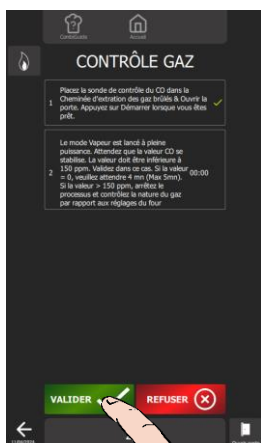 CombiGuide
Accueil
CONTRÔLE GAZ
Placez la sonde de contrôle du CO dans la
Cheminée d'extration des gaz brûlés & Ouvrir la
1 porte. Appuyez sur Démarrer lorsque vous êtes
prêt.
Le mode Vapeur est lancé à pleine
puissance. Attendez que la valeur CO se
stabilise. La valeur doit être inférieure à
2 150 ppm. Validez dans ce cas. Si la valeur 00:00
= 0, veuillez attendre 4 mn (Max 5mn).
Si la valeur > 150 ppm, arrêtez le
processus et contrôlez la nature du gaz
par rapport aux réglages du four
VALIDER
REFUSER